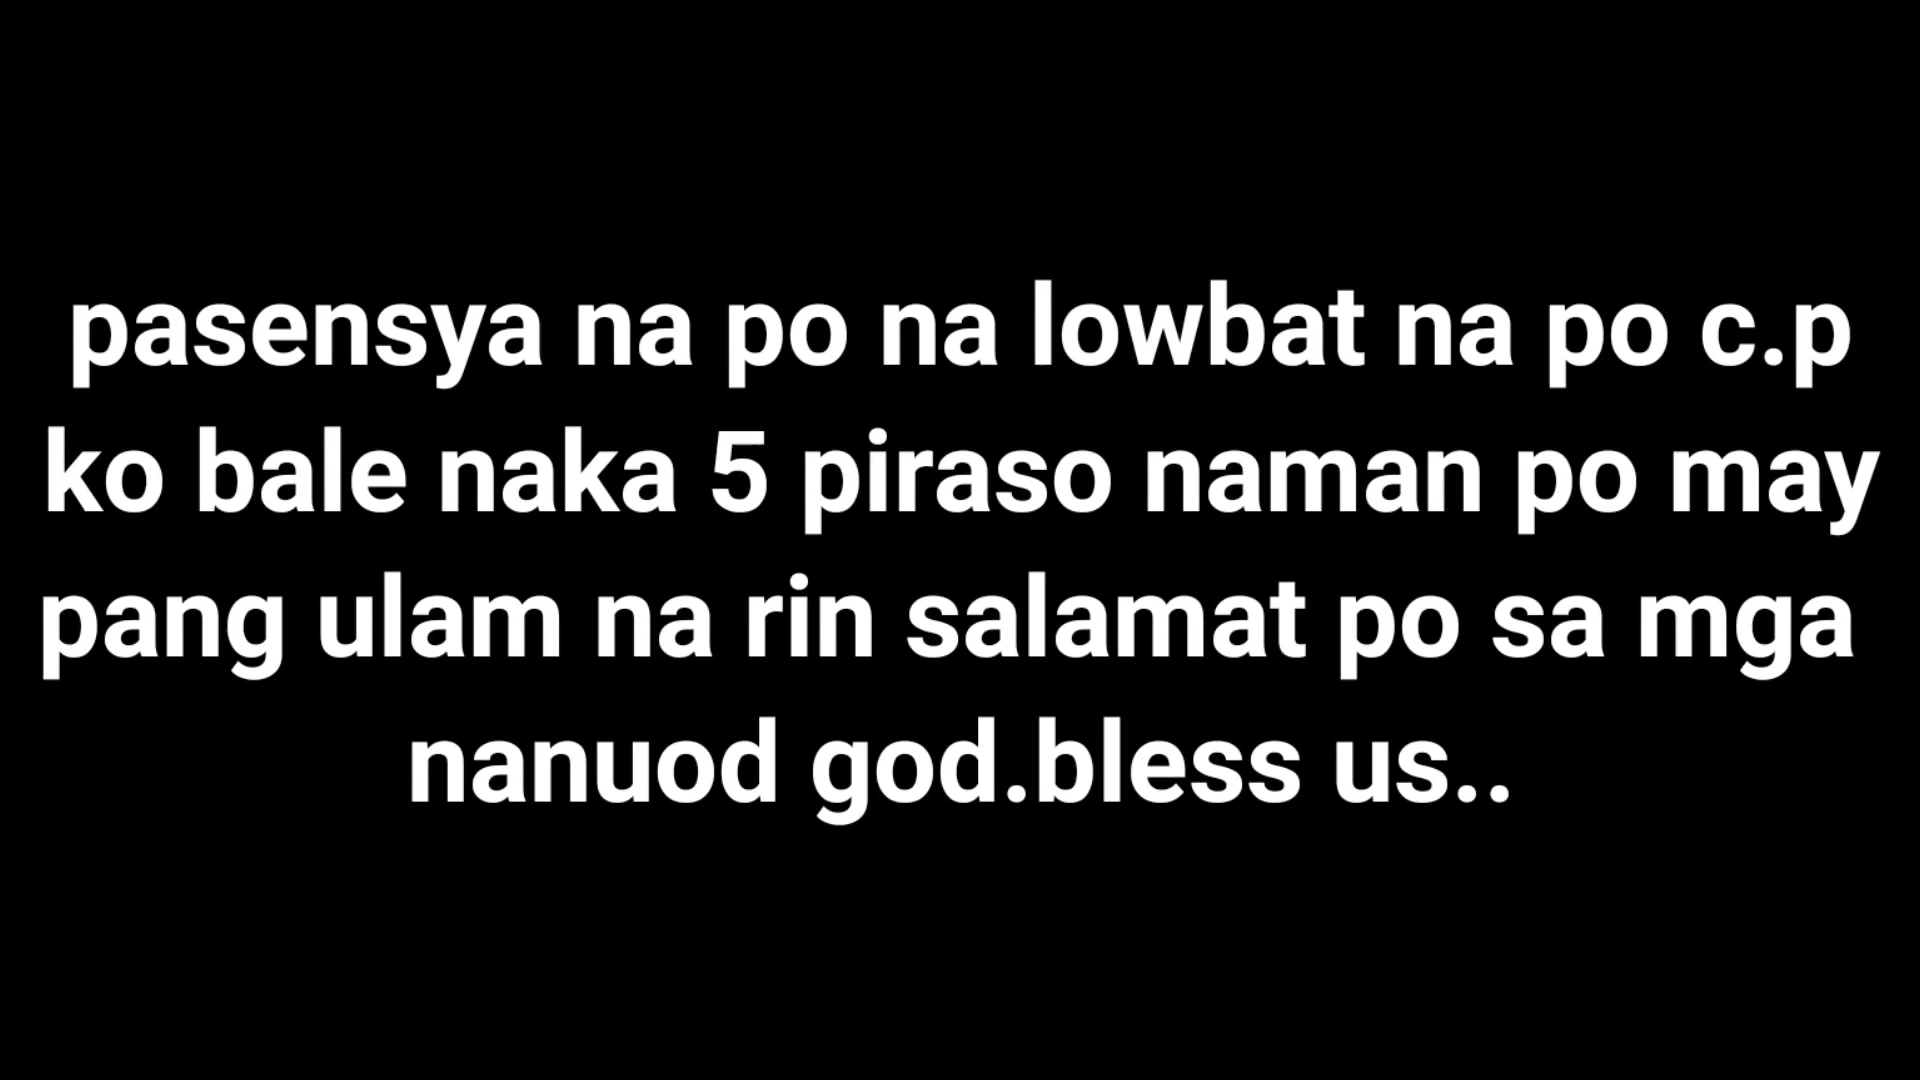 pasensya na po na lowbat na po c.p
ko bale naka 5 piraso naman po may
pang ulam na rin salamat po sa mga
nanuod god.bless us..